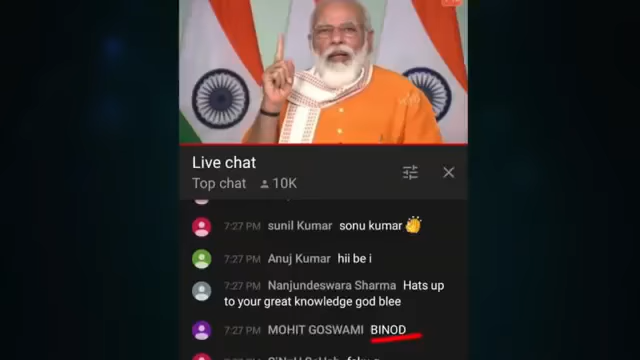 Live chat
Top chat 10K
7:27 PM sunil Kumar sonu kumar 👏
7:27 PM Anuj Kumar hii be i
7:27 PM Nanjundeswara Sharma Hats up
to your great knowledge god blee
7:27 PM MOHIT GOSWAMI BINOD